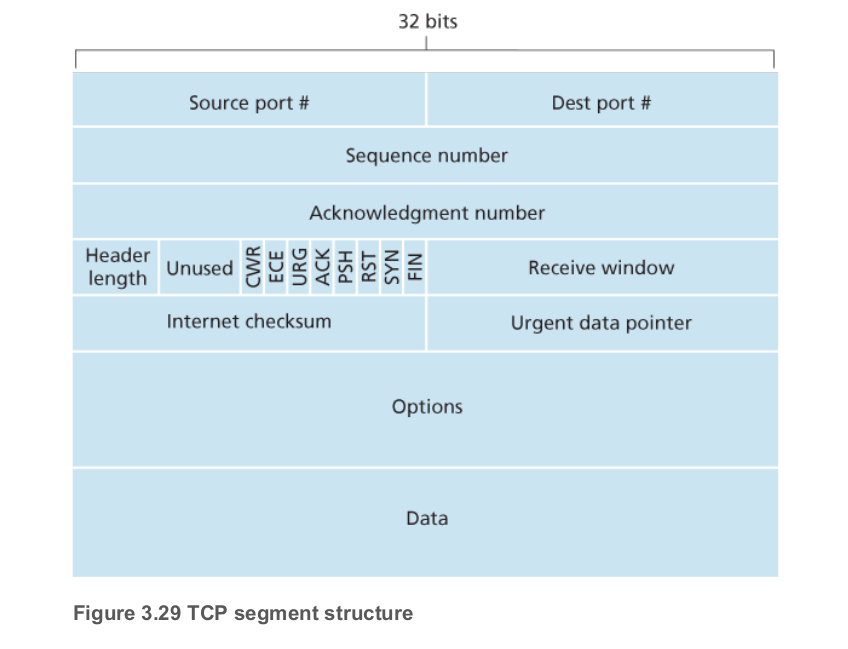 32 bits
Source port # Dest port #
Sequence number
Acknowledgment number
Header length Unused CWR ECE URG ACK PSH RST SYN FIN Receive window
Internet checksum Urgent data pointer
Options
Data
Figure 3.29 TCP segment structure